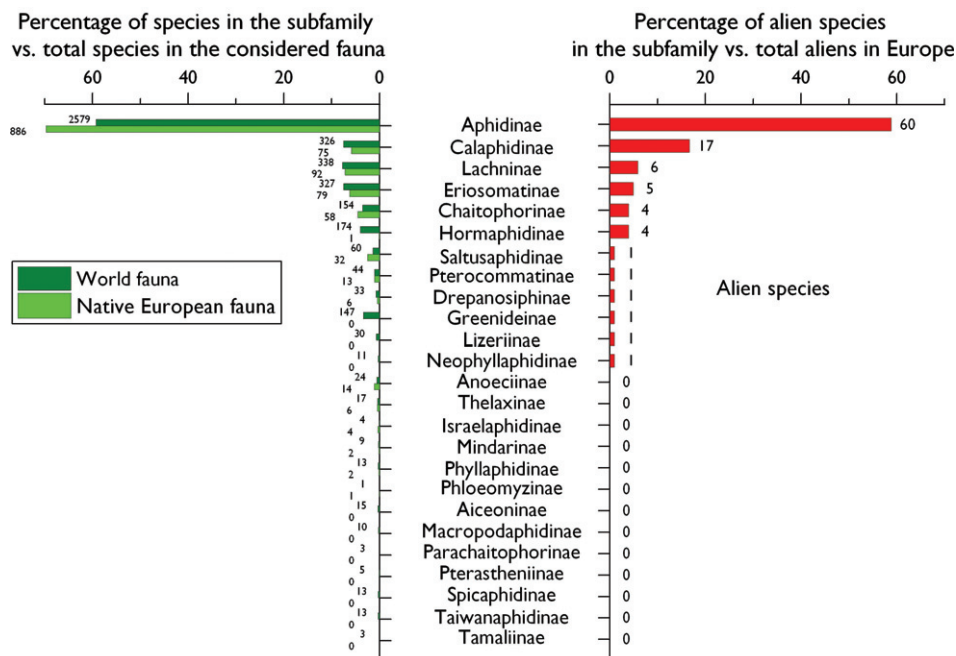 Percentage of species in the subfamily
vs. total species in the considered fauna
Percentage of alien species
in the subfamily vs. total aliens in Europe
60 40 20 0
0 20 40 60
2579
886
Aphidinae
60
326
75
Calaphidinae
17
338
92
Lachninae
6
327
79
Eriosomatinae
5
154
58
Chaitophorinae
4
174
1
Hormaphidinae
4
60
32
Saltusaphidinae
1
44
13
Pterocommatinae
1
33
6
Drepanosiphinae
1
147
0
Greenideinae
1
30
0
Lizeriinae
1
11
0
Neophyllaphidinae
1
24
14
Anoeciinae
0
17
6
Thelaxinae
0
4
4
Israelaphidinae
0
9
2
Mindarinae
0
13
2
Phyllaphidinae
0
1
1
Phloeomyzinae
0
15
0
Aiceoninae
0
10
0
Macropodaphidinae
0
3
0
Parachaitophorinae
0
5
0
Pterastheniinae
0
13
0
Spicaphidinae
0
13
0
Taiwanaphidinae
0
3
0
Tamaliinae
0
World fauna
Native European fauna
Alien species